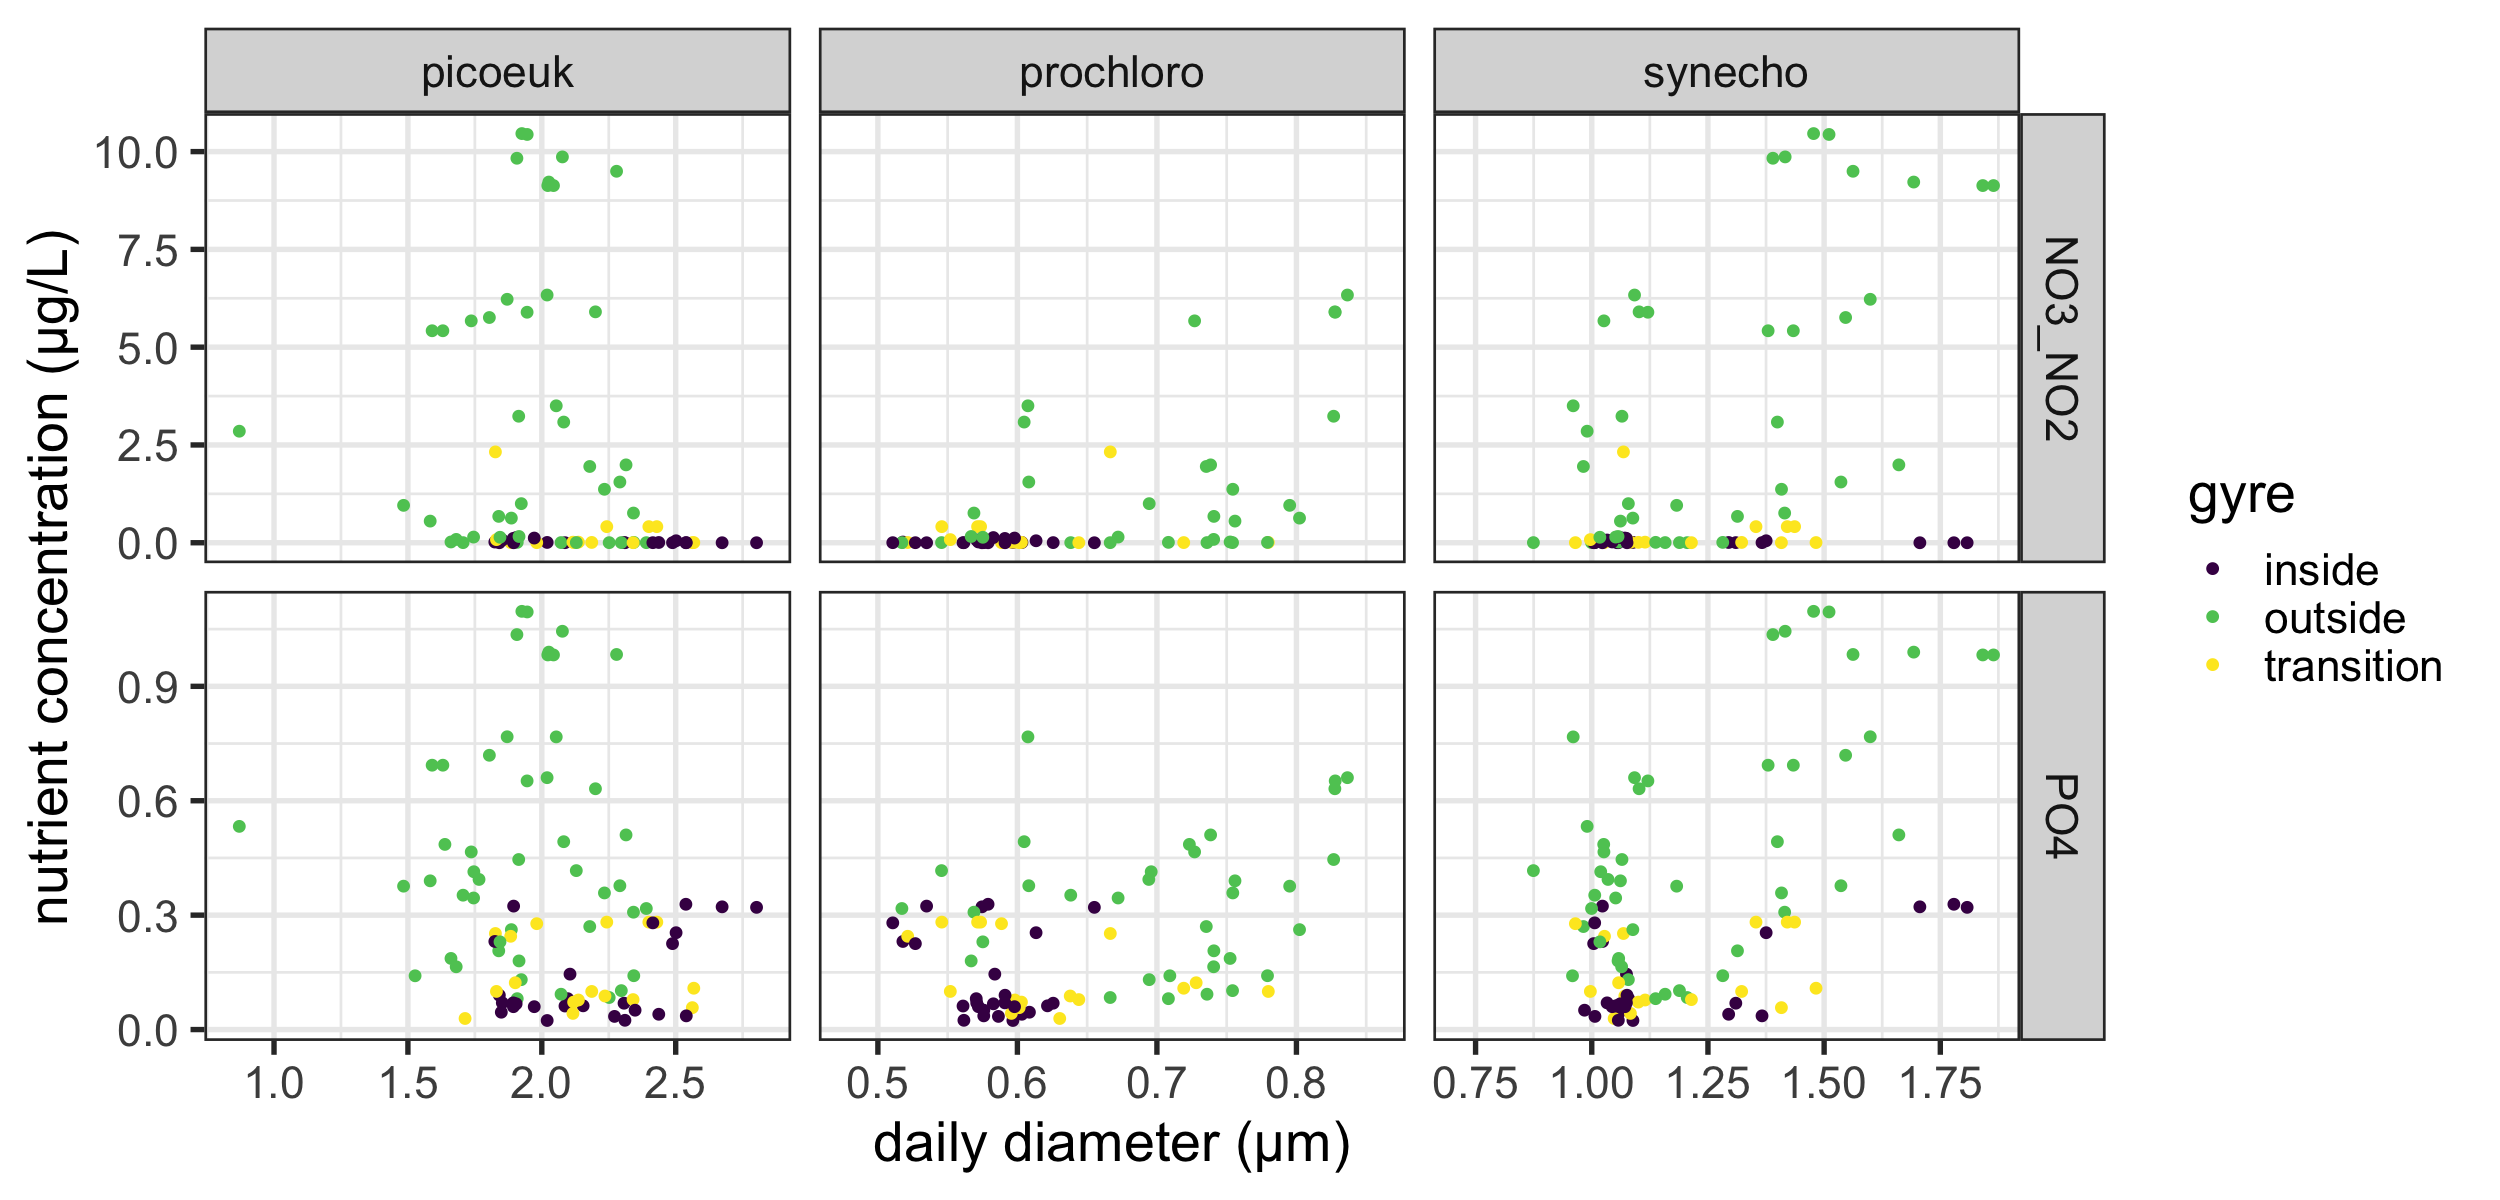 picoeuk
prochloro
synecho
10.0
7.5
5.0
2.5
0.0
NO3_NO2
0.9
0.6
0.3
0.0
PO4
1.0 1.5 2.0 2.5
0.5 0.6 0.7 0.8
0.75 1.00 1.25 1.50 1.75
daily diameter (μm)
nutrient concentration (μg/L)
gyre
inside
outside
transition